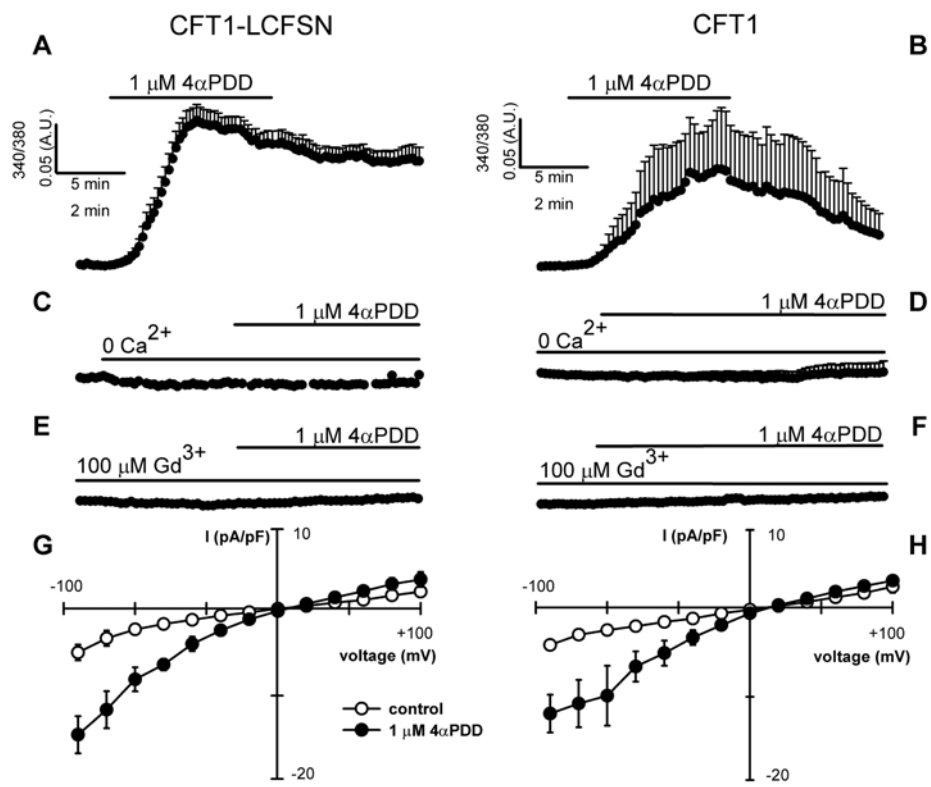 CFT1-LCFSN
CFT1
A
B
1 μM 4αPDD
1 μM 4αPDD
340/380
0.05 (A.U.)
5 min
2 min
340/380
0.05 (A.U.)
5 min
2 min
C
D
1 μM 4αPDD
0 Ca2+
1 μM 4αPDD
0 Ca2+
E
F
1 μM 4αPDD
100 μM Gd3+
1 μM 4αPDD
100 μM Gd3+
G
H
I (pA/pF)
10
-100
+100
voltage (mV)
control
1 μM 4αPDD
-20
I (pA/pF)
10
-100
+100
voltage (mV)
-20